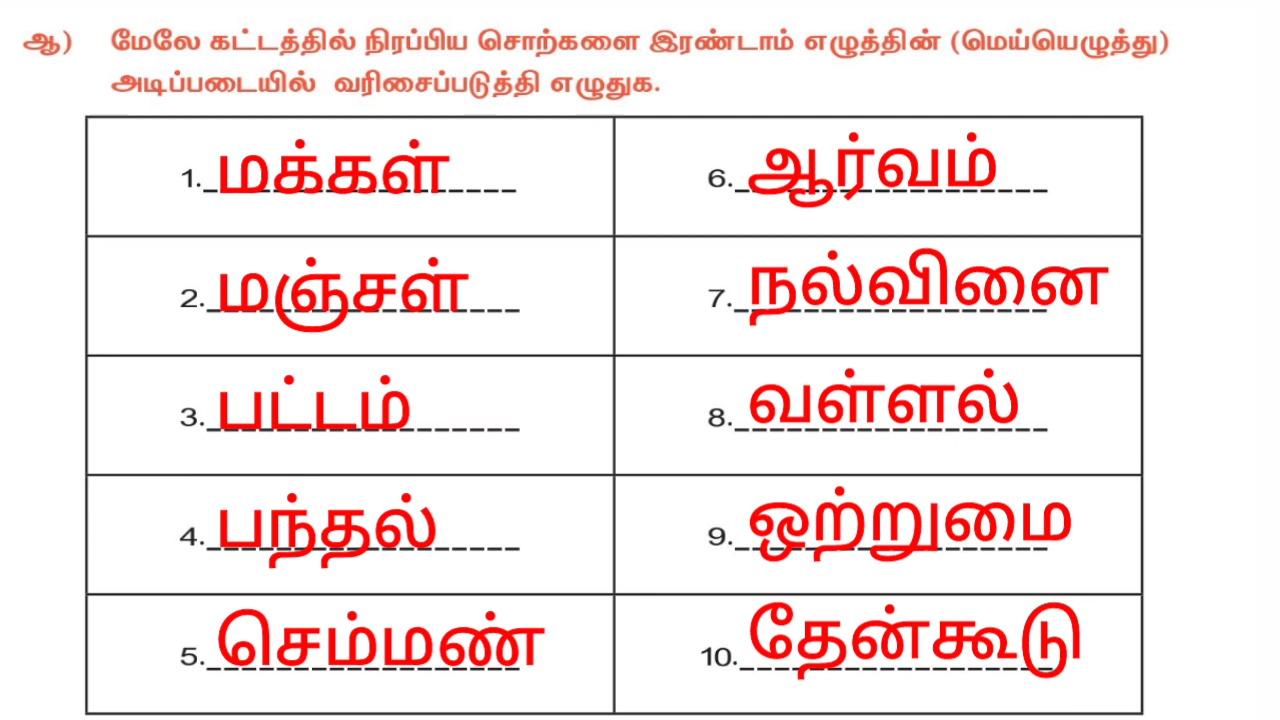 ஆ) மேலே கட்டத்தில் நிரப்பிய சொற்களை இரண்டாம் எழுத்தின் (மெய்யெழுத்து)
அடிப்படையில் வரிசைப்படுத்தி எழுதுக.
1. மக்கள்
6. ஆர்வம்
2. மஞ்சள்
7. நல்வினை
3. பட்டம்
8. வள்ளல்
4. பந்தல்
9. ஒற்றுமை
5. செம்மண்
10. தேன்கூடு